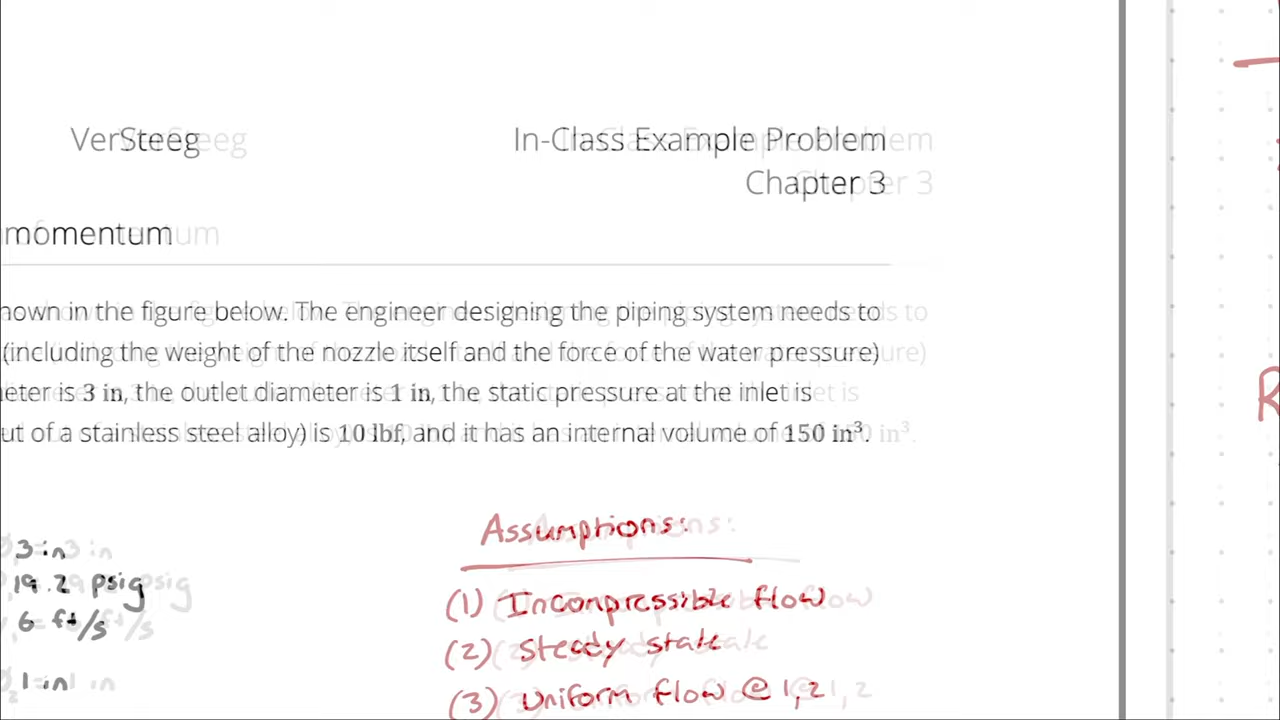 VerSteeg
In-Class Example Problem
Chapter 3
momentum
nown in the figure below. The engineer designing the piping system needs to
(including the weight of the nozzle itself and the force of the water pressure)
eter is 3 in, the outlet diameter is 1 in, the static pressure at the inlet is
ut of a stainless steel alloy) is 10 lbf, and it has an internal volume of 150 in³.
Assumptions:
3 in
19.2 psig
6 ft/s
1 in
(1) Incompressible flow
(2) Steady state
(3) Uniform flow @ 1,2
R